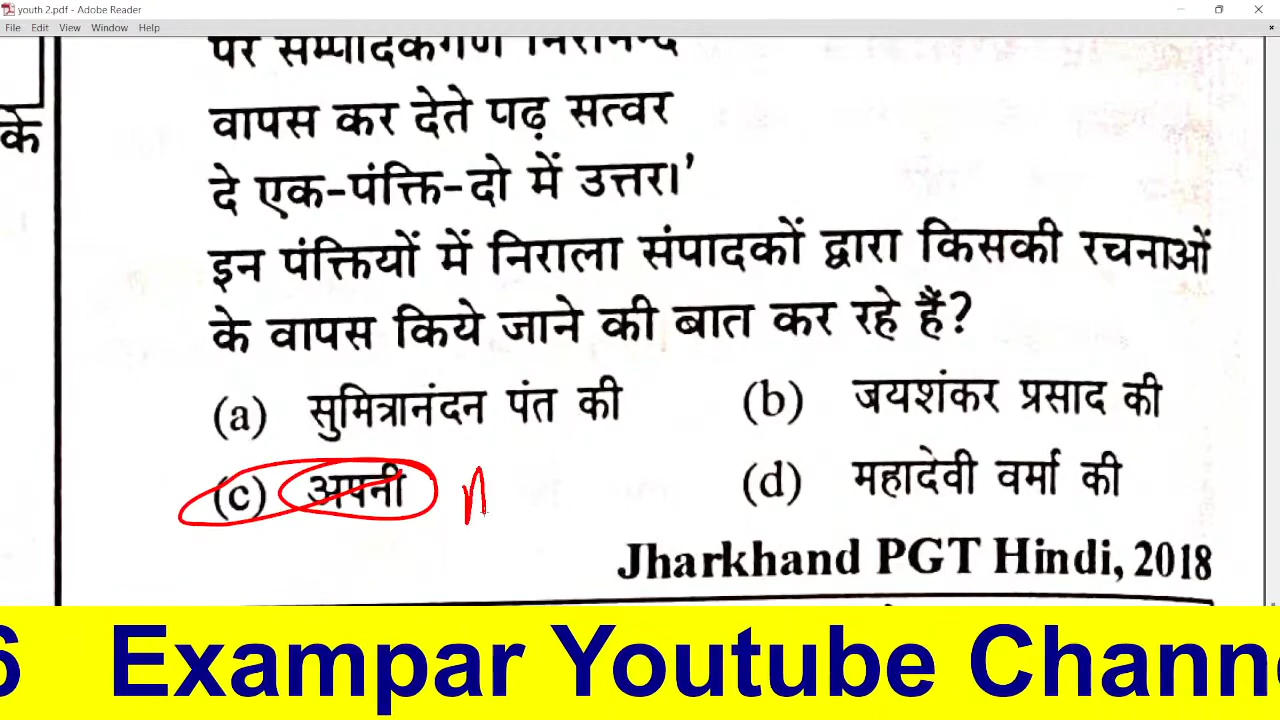 youth 2.pdf - Adobe Reader
File Edit View Window Help
पर सम्पादकगण निरानन्द
वापस कर देते पढ़ सत्वर
के
दे एक-पंक्ति-दो में उत्तर।'
इन पंक्तियों में निराला संपादकों द्वारा किसकी रचनाओं
के वापस किये जाने की बात कर रहे हैं?
(a) सुमित्रानंदन पंत की (b) जयशंकर प्रसाद की
(c) अपनी (d) महादेवी वर्मा की
Jharkhand PGT Hindi, 2018
6 Exampar Youtube Chann